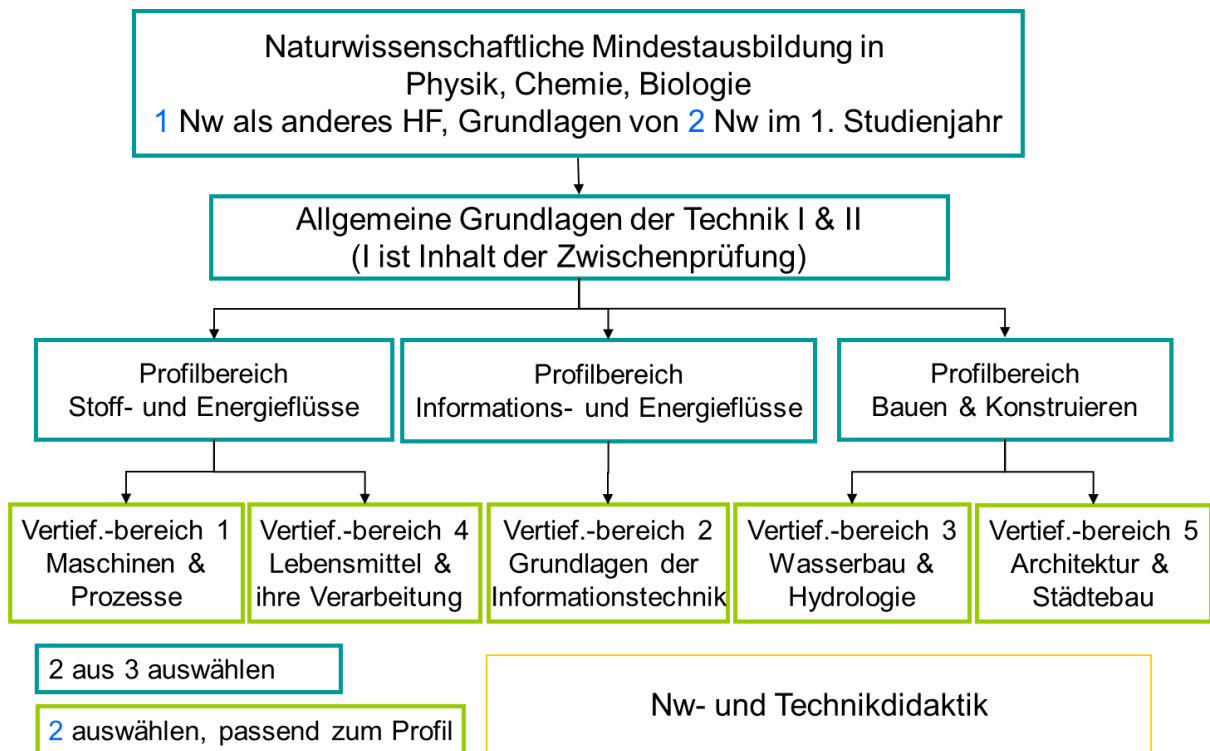 Naturwissenschaftliche Mindestausbildung in
Physik, Chemie, Biologie
1 Nw als anderes HF, Grundlagen von 2 Nw im 1. Studienjahr
Allgemeine Grundlagen der Technik I & II
(I ist Inhalt der Zwischenprüfung)
Profilbereich
Stoff- und Energieflüsse
Profilbereich
Informations- und Energieflüsse
Profilbereich
Bauen & Konstruieren
Vertief.-bereich 1
Maschinen &
Prozesse
Vertief.-bereich 4
Lebensmittel &
ihre Verarbeitung
Vertief.-bereich 2
Grundlagen der
Informationstechnik
Vertief.-bereich 3
Wasserbau &
Hydrologie
Vertief.-bereich 5
Architektur &
Städtebau
2 aus 3 auswählen
2 auswählen, passend zum Profil
Nw- und Technikdidaktik